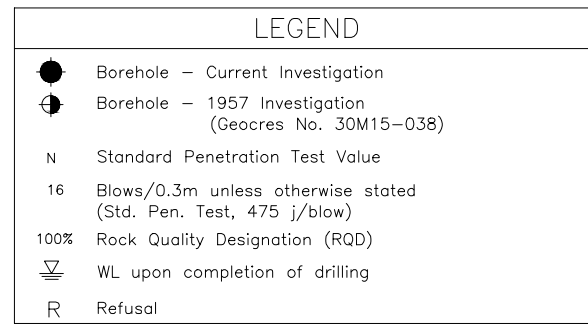 LEGEND
Borehole – Current Investigation
Borehole – 1957 Investigation
(Geocres No. 30M15–038)
N Standard Penetration Test Value
16 Blows/0.3m unless otherwise stated
(Std. Pen. Test, 475 j/blow)
100% Rock Quality Designation (RQD)
WL upon completion of drilling
R Refusal